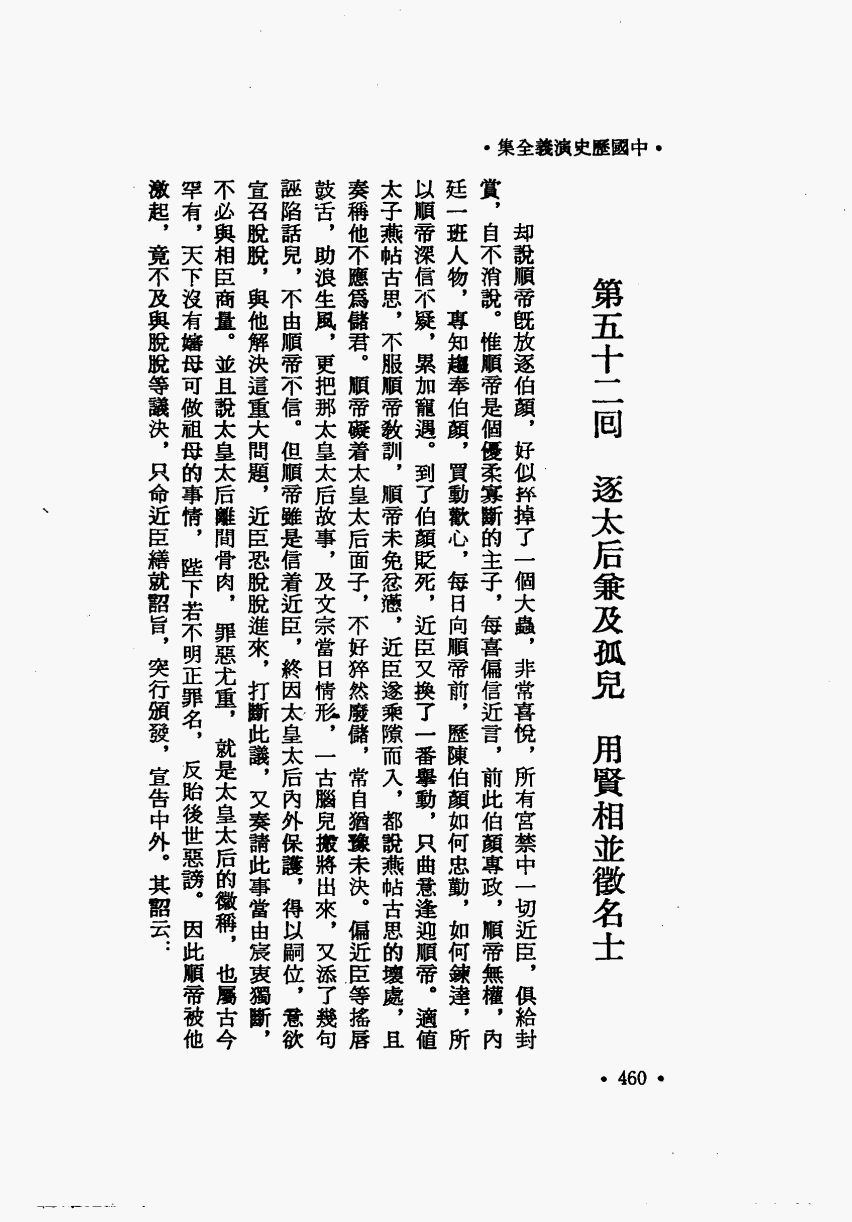 •中國歷史演義全集•
第五十二回　逐太后兼及孤兒　用賢相並徵名士
却說順帝旣放逐伯顏，好似摔掉了一個大蟲，非常喜悅，所有宮禁中一切近臣，俱給封
賞，自不消說。惟順帝是個優柔寡斷的主子，每喜偏信近言，前此伯顏專政，順帝無權，內
廷一班人物，專知趨奉伯顏，買動歡心，每日向順帝前，歷陳伯顏如何忠勤，如何鍊達，所
以順帝深信不疑，累加寵遇。到了伯顏貶死，近臣又換了一番舉動，只曲意逢迎順帝。適値
太子燕帖古思，不服順帝敎訓，順帝未免忿懣，近臣遂乘隙而入，都說燕帖古思的壞處，且
奏稱他不應爲儲君。順帝礙着太皇太后面子，不好猝然廢儲，常自猶豫未決。偏近臣等搖唇
鼓舌，助浪生風，更把那太皇太后故事，及文宗當日情形，一古腦兒搬將出來，又添了幾句
誣陷話兒，不由順帝不信。但順帝雖是信着近臣，終因太皇太后內外保護，得以嗣位，意欲
宣召脫脫，與他解決這重大問題，近臣恐脫脫進來，打斷此議，又奏請此事當由宸衷獨斷，
不必與相臣商量。並且說太皇太后離間骨肉，罪惡尤重，就是太皇太后的徽稱，也屬古今
罕有，天下沒有嬸母可做祖母的事情，陛下若不明正罪名，反貽後世惡謗。因此順帝被他
激起，竟不及與脫脫等議決，只命近臣繕就詔旨，突行頒發，宣告中外。其詔云：
•460•